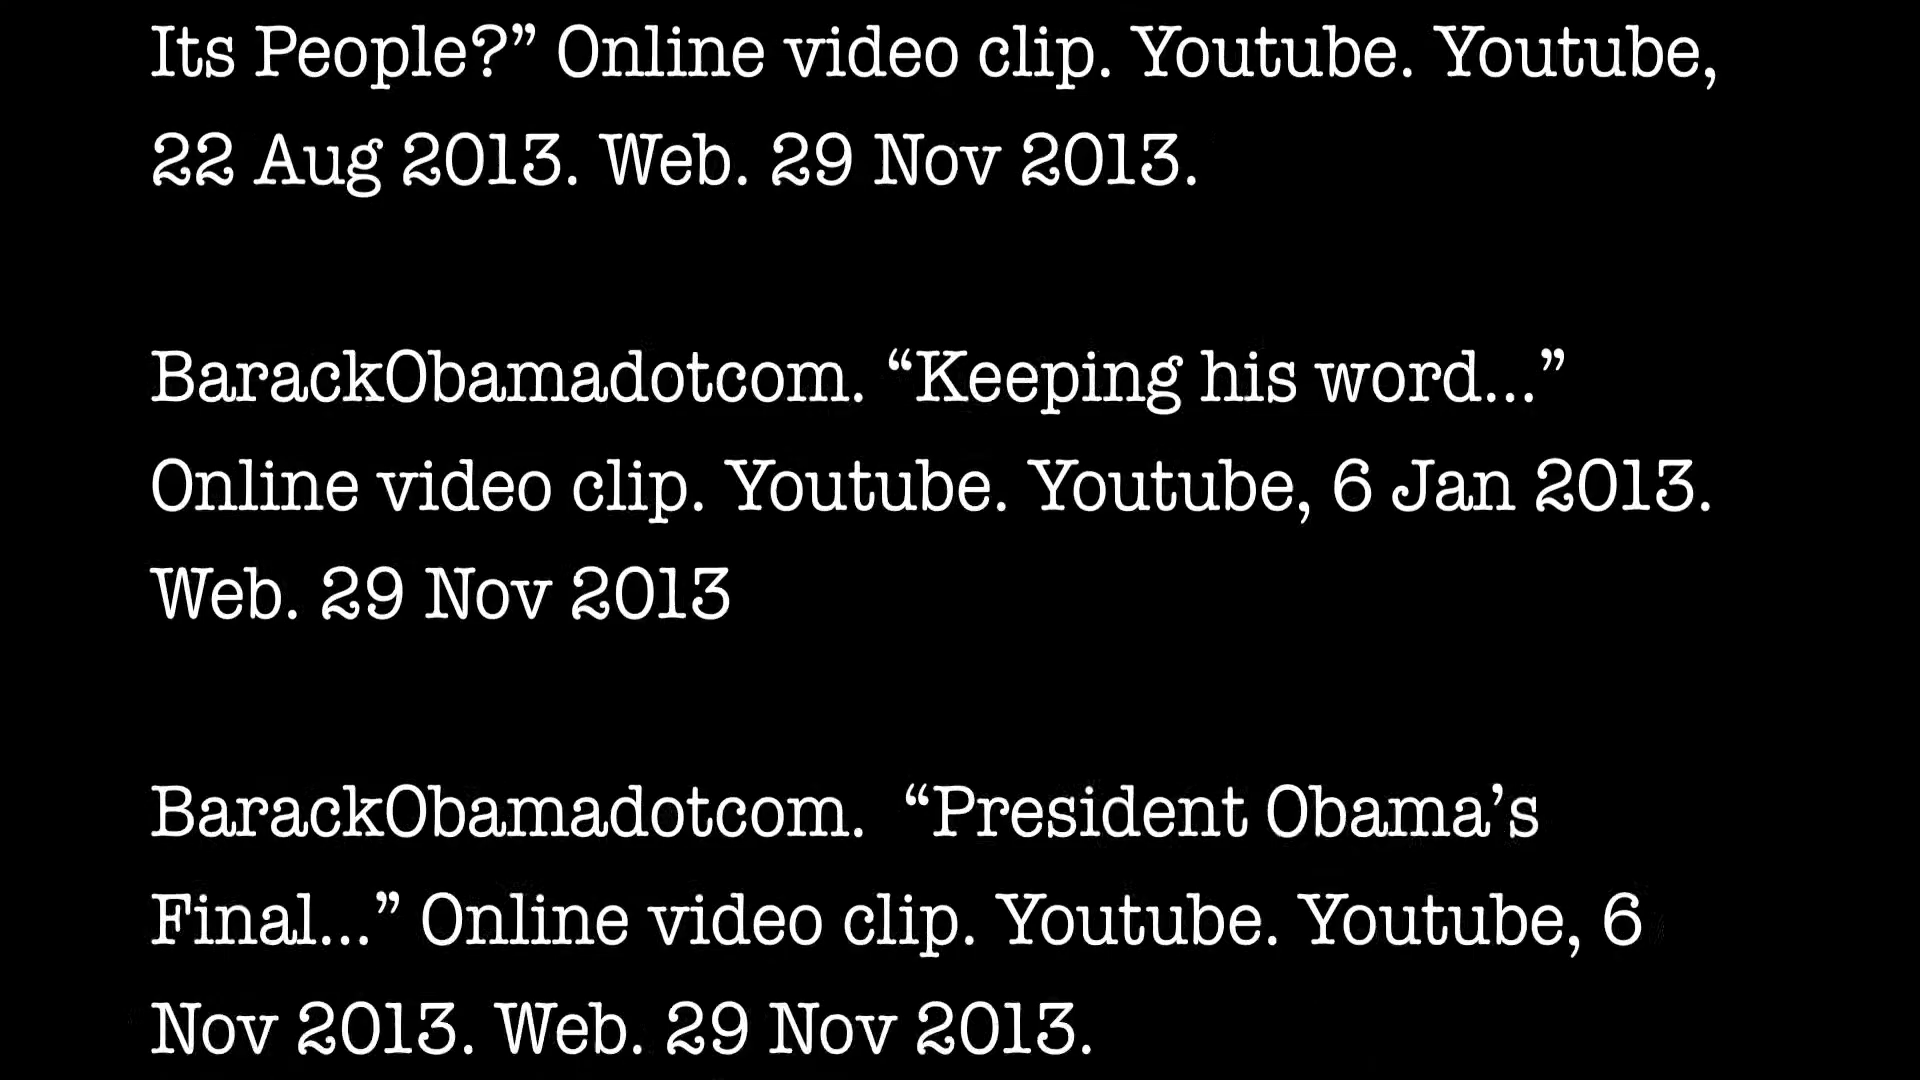 Its People?” Online video clip. Youtube. Youtube,
22 Aug 2013. Web. 29 Nov 2013.
BarackObamadotcom. “Keeping his word...”
Online video clip. Youtube. Youtube, 6 Jan 2013.
Web. 29 Nov 2013
BarackObamadotcom.  “President Obama’s
Final...” Online video clip. Youtube. Youtube, 6
Nov 2013. Web. 29 Nov 2013.